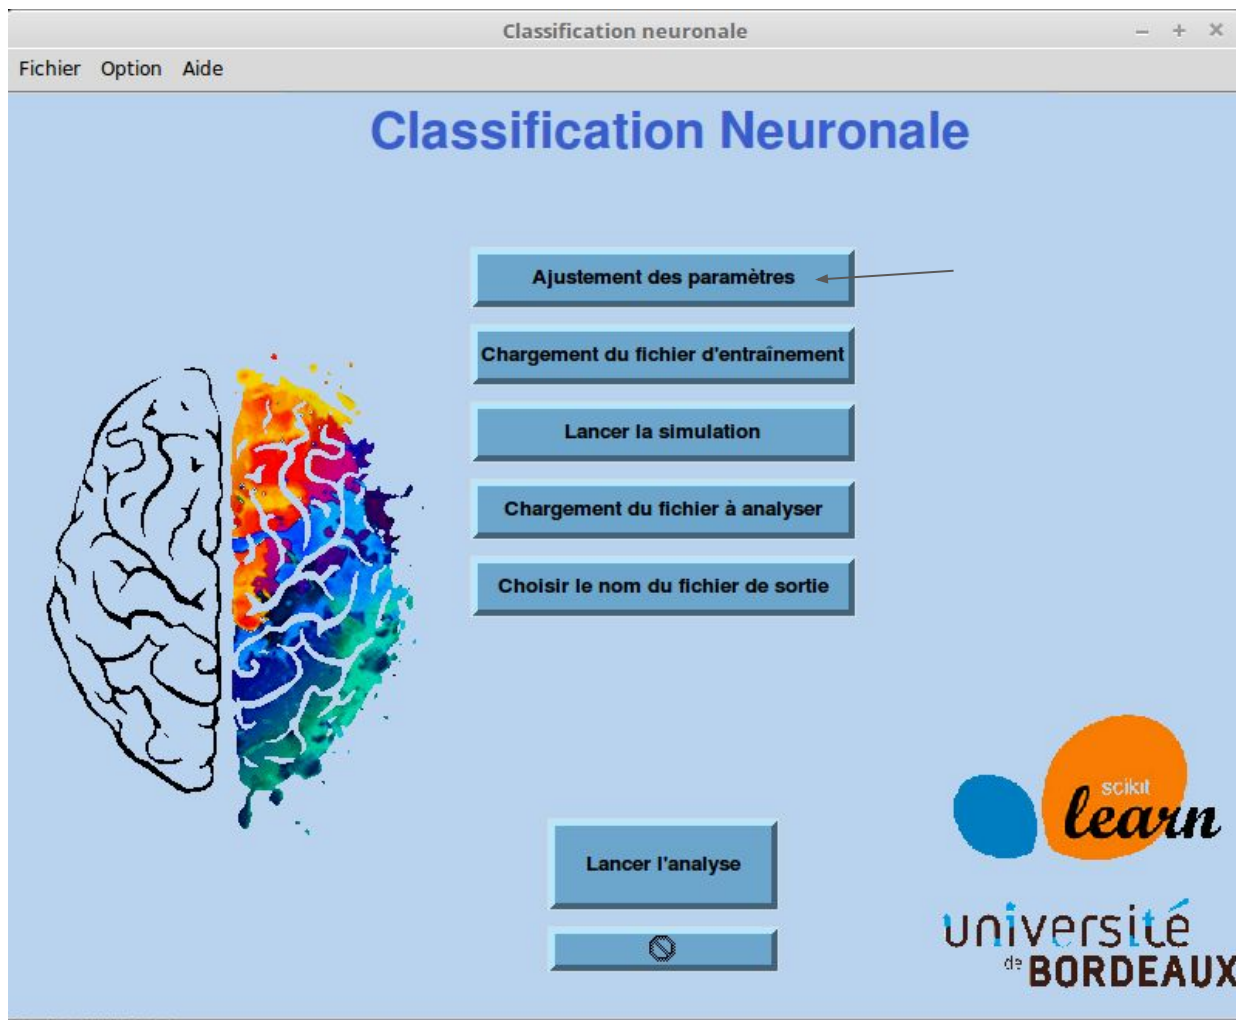 Classification neuronale
Fichier Option Aide
Classification Neuronale
Ajustement des paramètres
Chargement du fichier d'entraînement
Lancer la simulation
Chargement du fichier à analyser
Choisir le nom du fichier de sortie
scikit
learn
Lancer l'analyse
université
de BORDEAUX